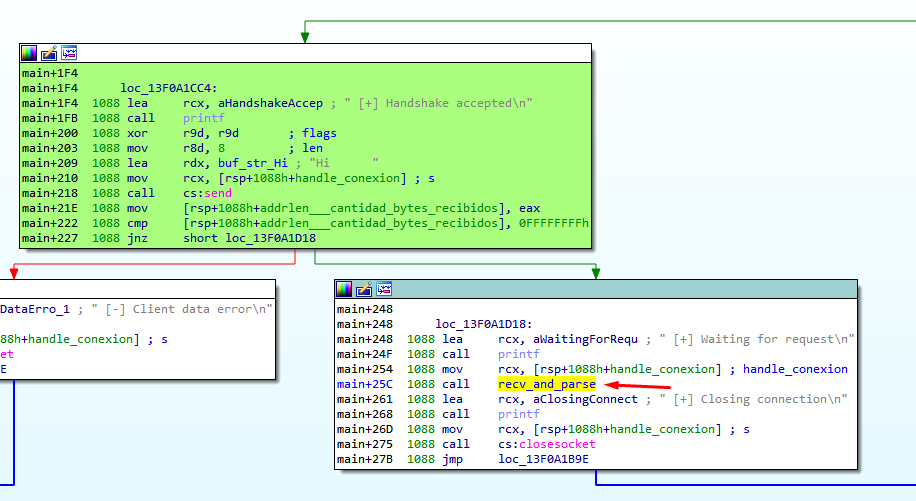 main+1F4
main+1F4 loc_13F0A1CC4:
main+1F4 1088 lea rcx, aHandshakeAccep ; " [+] Handshake accepted\n"
main+1FB 1088 call printf
main+200 1088 xor r9d, r9d ; flags
main+203 1088 mov r8d, 8 ; len
main+209 1088 lea rdx, buf_str_Hi ; "Hi      "
main+210 1088 mov rcx, [rsp+1088h+handle_conexion] ; s
main+218 1088 call cs:send
main+21E 1088 mov [rsp+1088h+addrlen___cantidad_bytes_recibidos], eax
main+222 1088 cmp [rsp+1088h+addrlen___cantidad_bytes_recibidos], 0FFFFFFFFh
main+227 1088 jnz short loc_13F0A1D18
DataErro_1 ; " [-] Client data error\n"
88h+handle_conexion] ; s
et
E
main+248
main+248 loc_13F0A1D18:
main+248 1088 lea rcx, aWaitingForRequ ; " [+] Waiting for request\n"
main+24F 1088 call printf
main+254 1088 mov rcx, [rsp+1088h+handle_conexion] ; handle_conexion
main+25C 1088 call recv_and_parse
main+261 1088 lea rcx, aClosingConnect ; " [+] Closing connection\n"
main+268 1088 call printf
main+26D 1088 mov rcx, [rsp+1088h+handle_conexion] ; s
main+275 1088 call cs:closesocket
main+27B 1088 jmp loc_13F0A1B9E